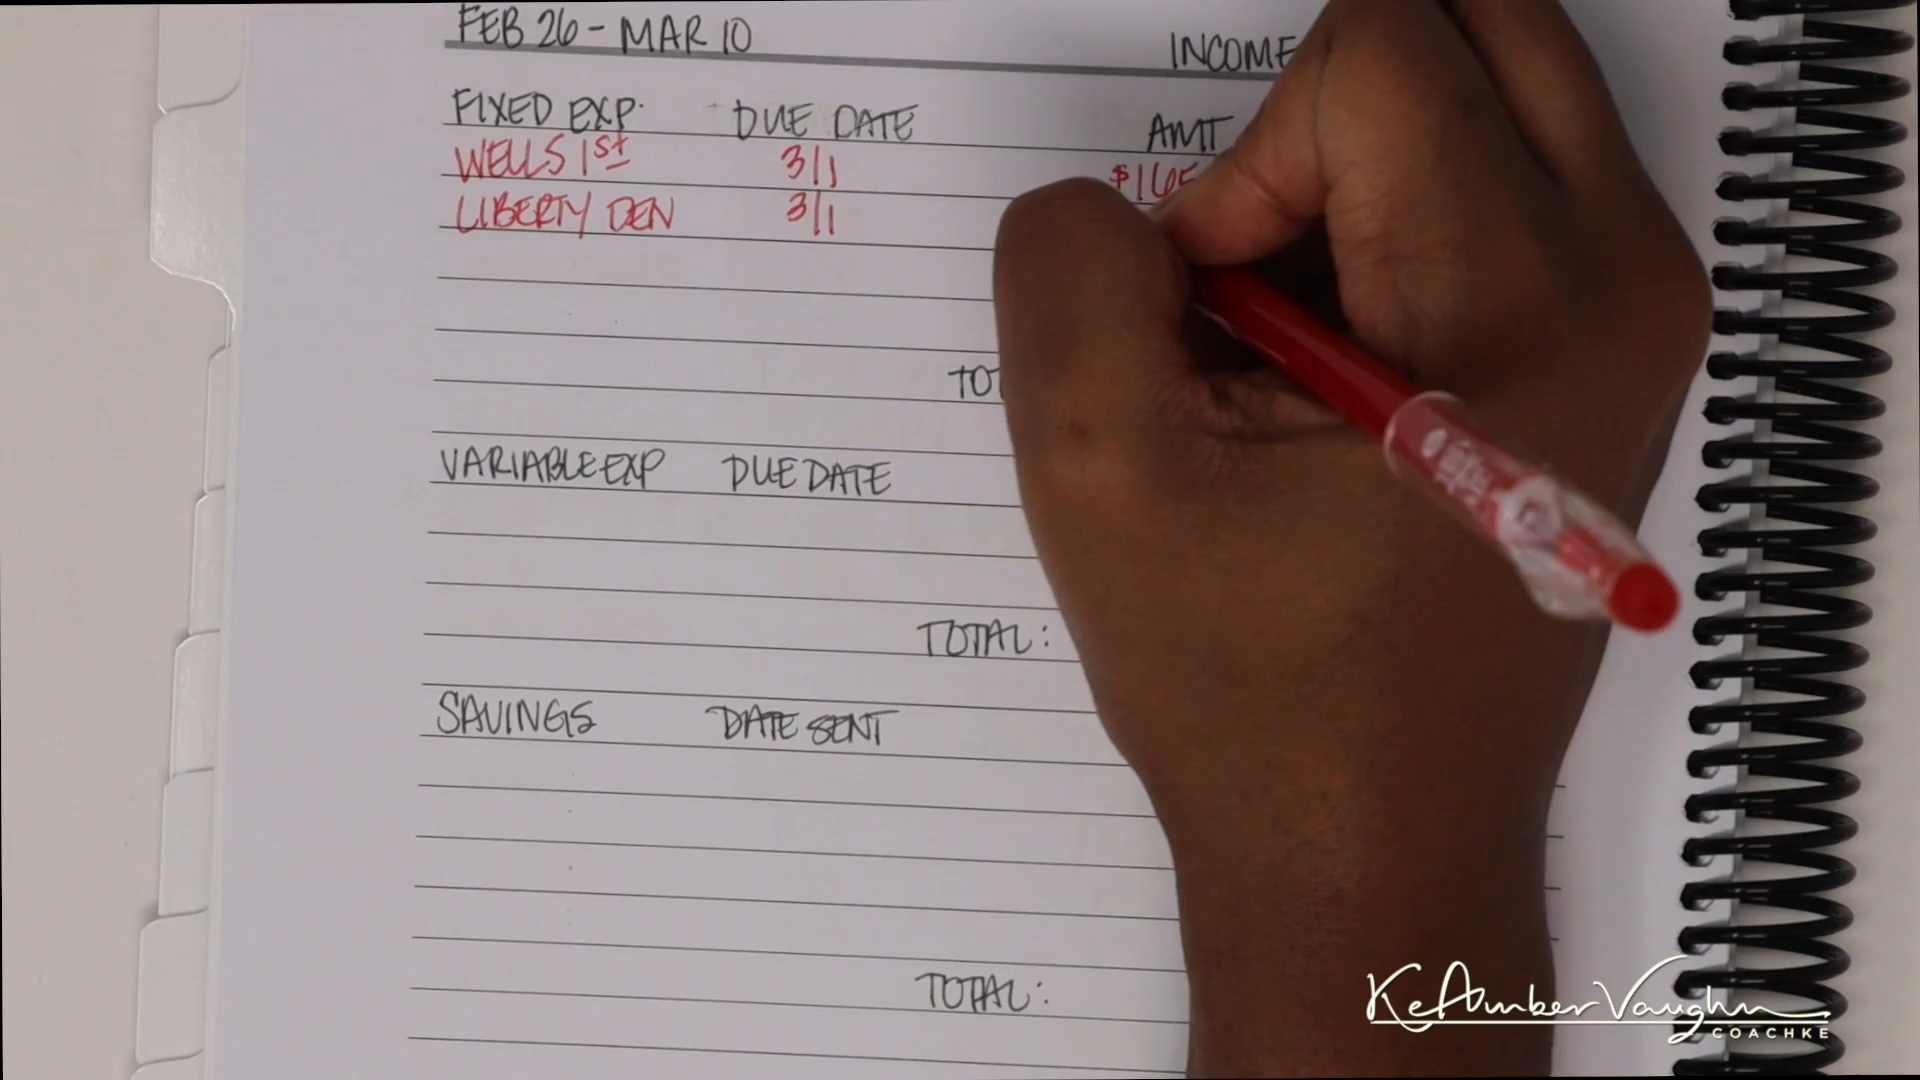 FEB 26 - MAR 10 INCOME
FIXED EXP. DUE DATE AMT
WELLS 1st 3/1 $165
LIBERTY DEN 3/1
VARIABLE EXP DUE DATE
TOTAL:
SAVINGS DATE SENT
TOTAL:
KeAmber Vaughn
COACHKE